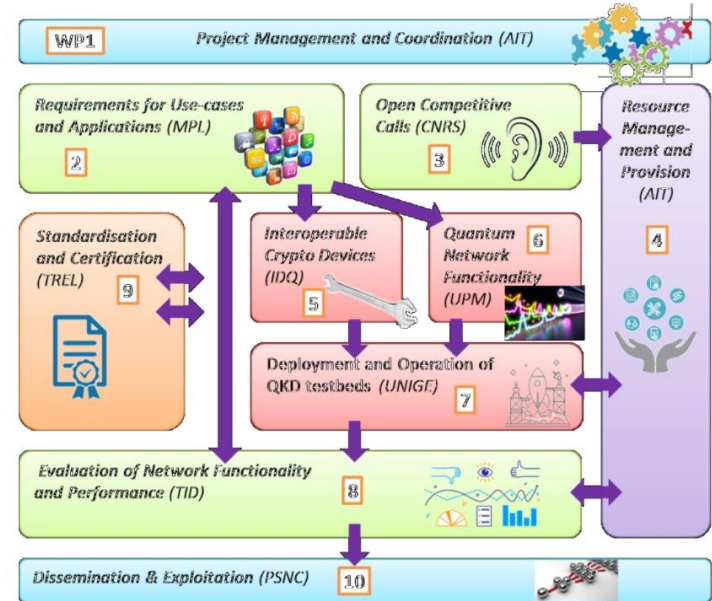 WP1
Project Management and Coordination (AIT)
Requirements for Use-cases
and Applications (MPL)
2
Open Competitive
Calls (CNRS)
3
Resource
Manage-
ment and
Provision
(AIT)
4
Standardisation
and Certification
(TREL)
9
Interoperable
Crypto Devices
(IDQ)
5
Quantum
Network
Functionality
(UPM)
6
Deployment and Operation of
QKD testbeds (UNIGE)
7
Evaluation of Network Functionality
and Performance (TID)
8
Dissemination & Exploitation (PSNC)
10